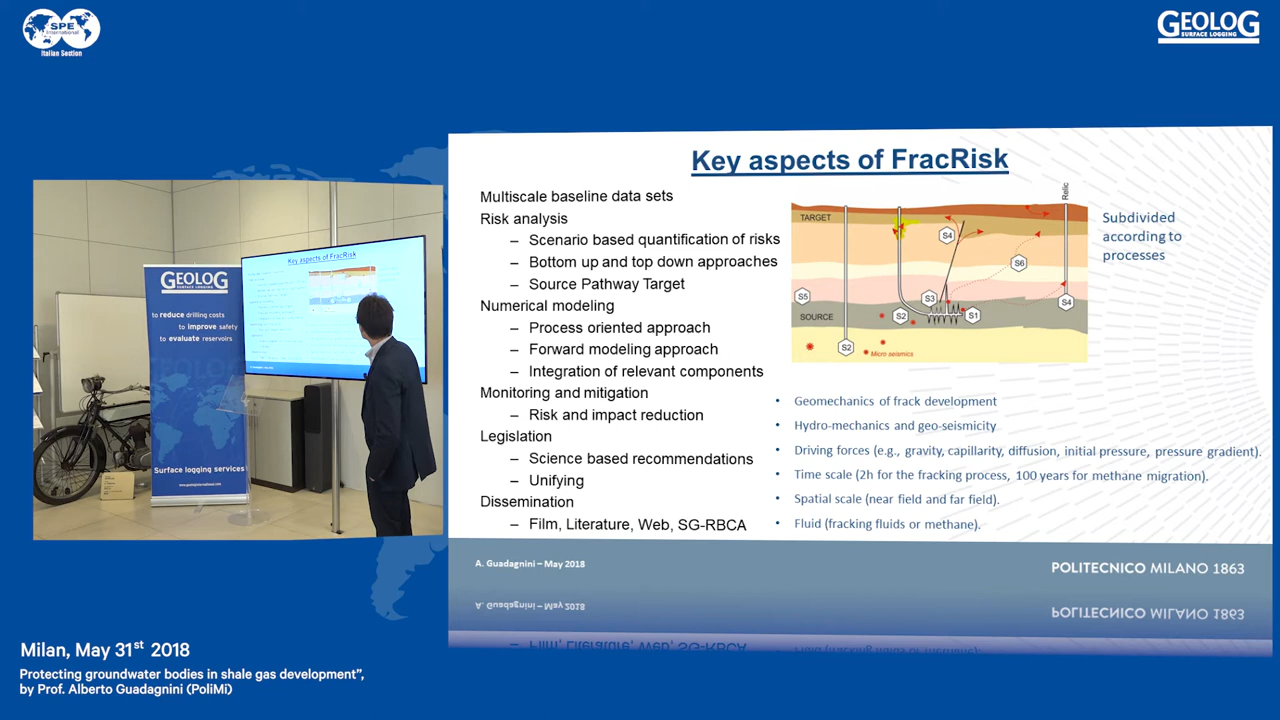 SPE
International
Italian Section
GEOLOG
SURFACE LOGGING
Key aspects of FracRisk
Multiscale baseline data sets
Risk analysis
– Scenario based quantification of risks
– Bottom up and top down approaches
– Source Pathway Target
Numerical modeling
– Process oriented approach
– Forward modeling approach
– Integration of relevant components
Monitoring and mitigation
– Risk and impact reduction
Legislation
– Science based recommendations
– Unifying
Dissemination
– Film, Literature, Web, SG-RBCA
Relic
TARGET
S4
S6
S5
S3
S4
SOURCE
S2
S1
S2
Micro seismics
Subdivided
according to
processes
• Geomechanics of frack development
• Hydro-mechanics and geo-seismicity
• Driving forces (e.g., gravity, capillarity, diffusion, initial pressure, pressure gradient).
• Time scale (2h for the fracking process, 100 years for methane migration).
• Spatial scale (near field and far field).
• Fluid (fracking fluids or methane).
A. Guadagnini – May 2018
POLITECNICO MILANO 1863
GEOLOG
SURFACE LOGGING
to reduce drilling costs
to improve safety
to evaluate reservoirs
Surface logging services
www.geologinternational.com
Key aspects of FracRisk
Milan, May 31st 2018
Protecting groundwater bodies in shale gas development”,
by Prof. Alberto Guadagnini (PoliMi)